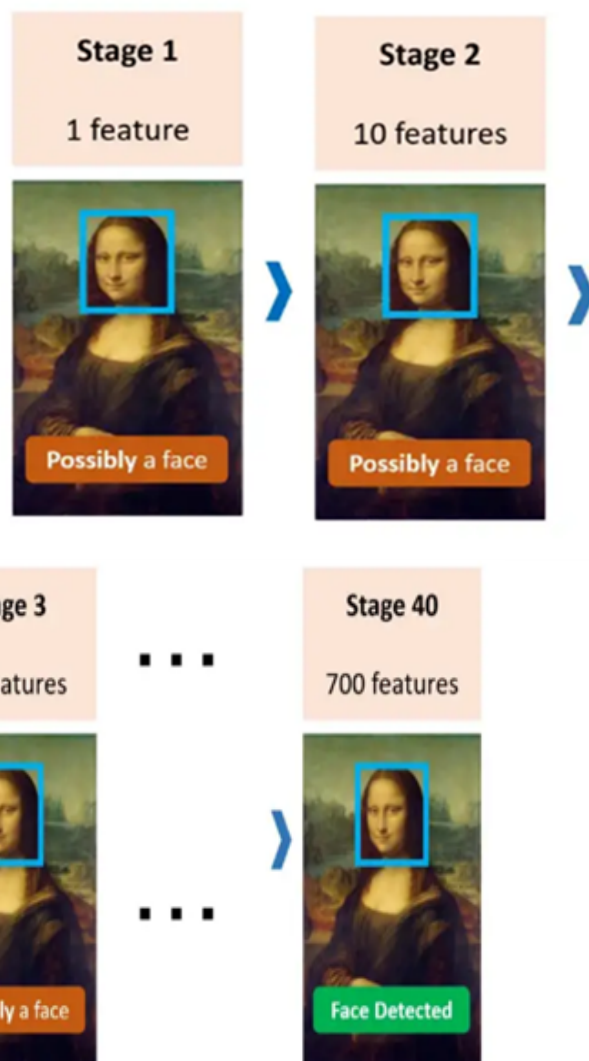 Stage 1
1 feature
Possibly a face
Stage 2
10 features
Possibly a face
ge 3
atures
ly a face
. . .
. . .
Stage 40
700 features
Face Detected